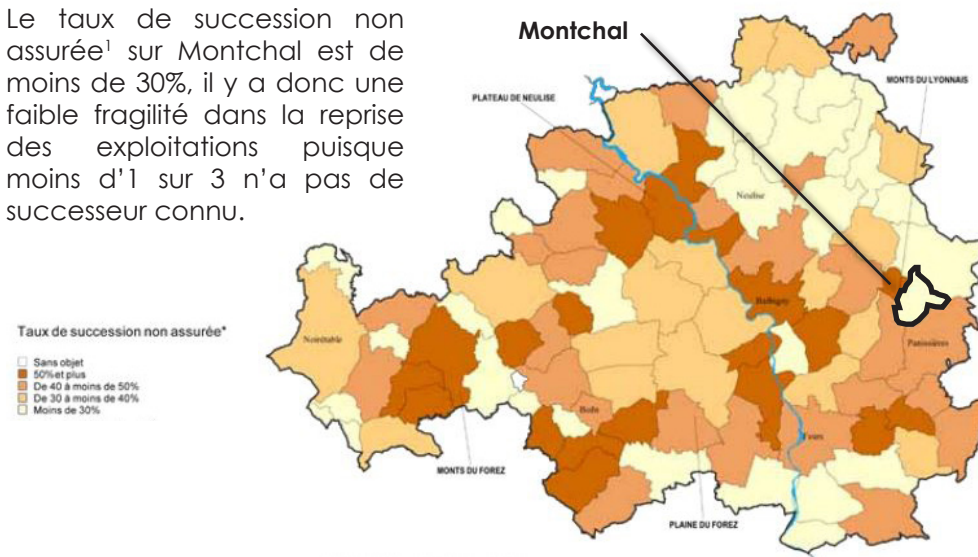 Le taux de succession non
assurée¹ sur Montchal est de
moins de 30%, il y a donc une
faible fragilité dans la reprise
des exploitations puisque
moins d'1 sur 3 n'a pas de
successeur connu.
Montchal
MONTS DU LYONNAIS
PLATEAU DE NEULISE
Neulise
Balbigny
Noirétable
Panissières
Taux de succession non assurée*
Sans objet
50% et plus
De 40 à moins de 50%
De 30 à moins de 40%
Moins de 30%
Boën
Feurs
MONTS DU FOREZ
PLAINE DU FOREZ